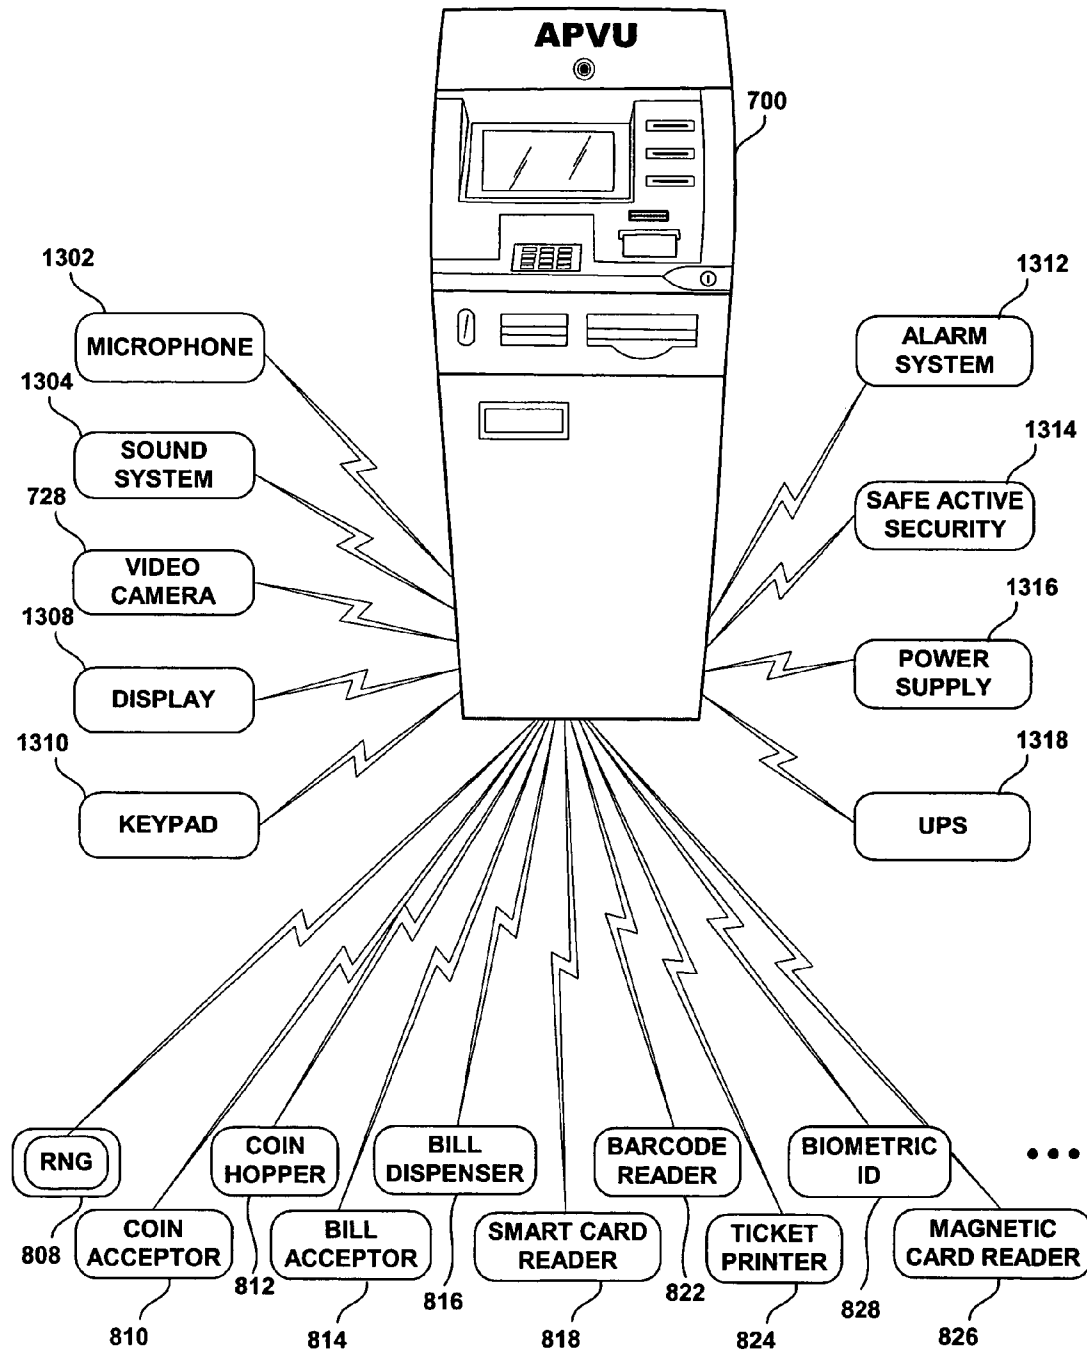 APVU
700
1302
MICROPHONE
1304
SOUND
SYSTEM
728
VIDEO
CAMERA
1308
DISPLAY
1310
KEYPAD
1312
ALARM
SYSTEM
1314
SAFE ACTIVE
SECURITY
1316
POWER
SUPPLY
1318
UPS
RNG
808
COIN
ACCEPTOR
810
COIN
HOPPER
812
BILL
ACCEPTOR
814
BILL
DISPENSER
816
SMART CARD
READER
818
BARCODE
READER
822
TICKET
PRINTER
824
BIOMETRIC
ID
828
MAGNETIC
CARD READER
826
•••